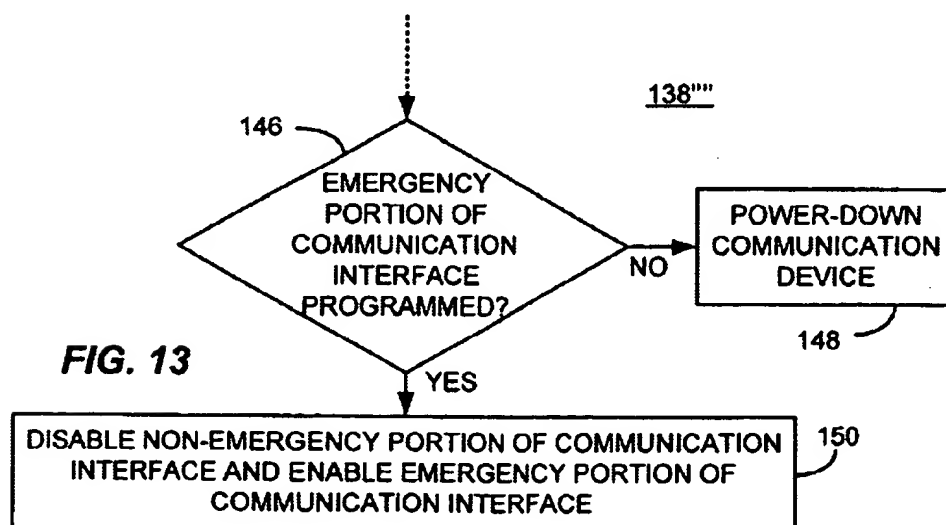 138""
146
EMERGENCY
PORTION OF
COMMUNICATION
INTERFACE
PROGRAMMED?
NO
POWER-DOWN
COMMUNICATION
DEVICE
148
FIG. 13
YES
DISABLE NON-EMERGENCY PORTION OF COMMUNICATION
INTERFACE AND ENABLE EMERGENCY PORTION OF
COMMUNICATION INTERFACE
150